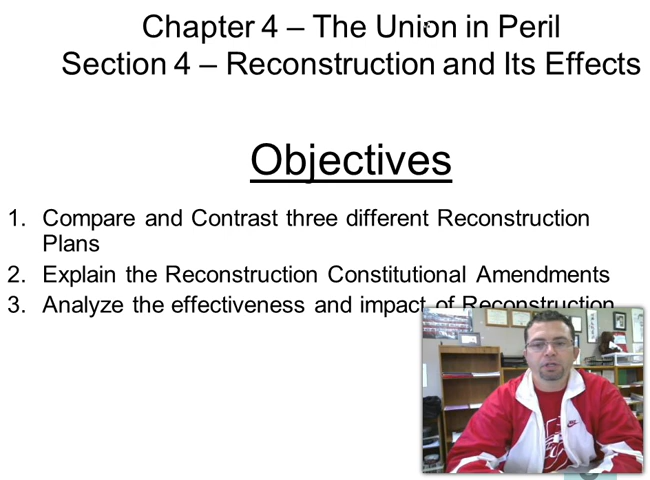 Chapter 4 – The Union in Peril
Section 4 – Reconstruction and Its Effects
Objectives
1. Compare and Contrast three different Reconstruction
Plans
2. Explain the Reconstruction Constitutional Amendments
3. Analyze the effectiveness and impact of Reconstruction